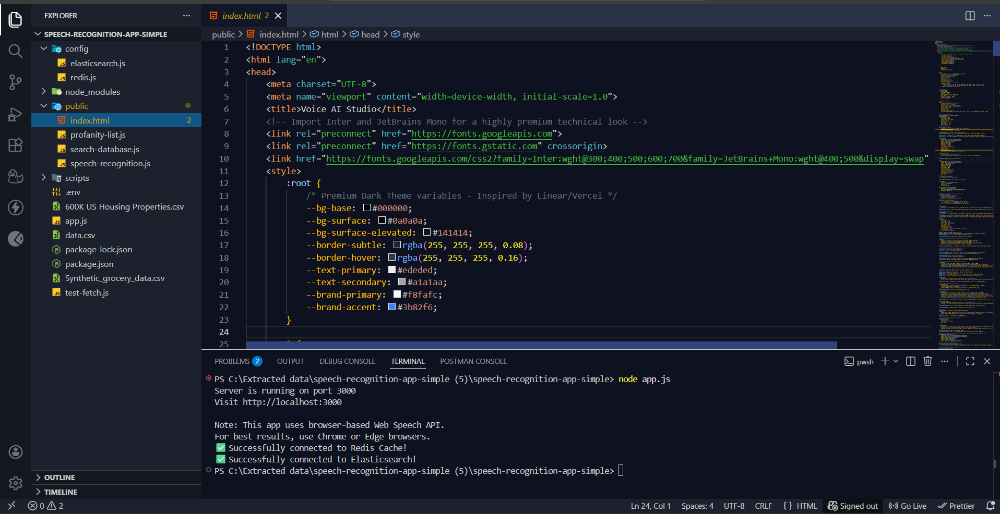 EXPLORER
SPEECH-RECOGNITION-APP-SIMPLE
config
elasticsearch.js
redis.js
node_modules
public
index.html 2
profanity-list.js
search-database.js
speech-recognition.js
scripts
.env
600K US Housing Properties.csv
app.js
data.csv
package-lock.json
package.json
Synthetic_grocery_data.csv
test-fetch.js
OUTLINE
TIMELINE
index.html 2
public > index.html > html > head > style
1 <!DOCTYPE html>
2 <html lang="en">
3 <head>
4 <meta charset="UTF-8">
5 <meta name="viewport" content="width=device-width, initial-scale=1.0">
6 <title>Voice AI Studio</title>
7 <!-- Import Inter and JetBrains Mono for a highly premium technical look -->
8 <link rel="preconnect" href="https://fonts.googleapis.com">
9 <link rel="preconnect" href="https://fonts.gstatic.com" crossorigin>
10 <link href="https://fonts.googleapis.com/css2?family=Inter:wght@300;400;500;600;700&family=JetBrains+Mono:wght@400;500&display=swap"
11 <style>
12 :root {
13 /* Premium Dark Theme variables - Inspired by Linear/Vercel */
14 --bg-base: #000000;
15 --bg-surface: #0a0a0a;
16 --bg-surface-elevated: #141414;
17 --border-subtle: rgba(255, 255, 255, 0.08);
18 --border-hover: rgba(255, 255, 255, 0.16);
19 --text-primary: #ededed;
20 --text-secondary: #a1a1aa;
21 --brand-primary: #f8fafc;
22 --brand-accent: #3b82f6;
23 }
24
25 * {
PROBLEMS 2 OUTPUT DEBUG CONSOLE TERMINAL POSTMAN CONSOLE
pwsh
PS C:\Extracted data\speech-recognition-app-simple (5)\speech-recognition-app-simple> node app.js
Server is running on port 3000
Visit http://localhost:3000
Note: This app uses browser-based Web Speech API.
For best results, use Chrome or Edge browsers.
✅ Successfully connected to Redis Cache!
✅ Successfully connected to Elasticsearch!
PS C:\Extracted data\speech-recognition-app-simple (5)\speech-recognition-app-simple>
0 2 Ln 24, Col 1 Spaces: 4 UTF-8 CRLF {} HTML Signed out Go Live Prettier